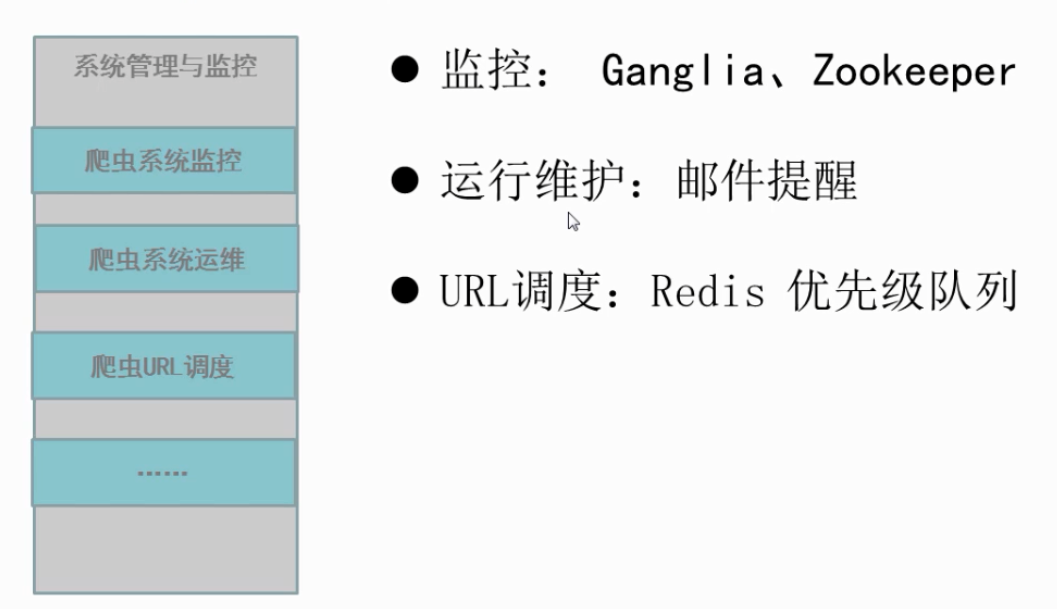 系统管理与监控
爬虫系统监控
爬虫系统运维
爬虫URL调度
......
● 监控： Ganglia、Zookeeper
● 运行维护：邮件提醒
● URL调度：Redis 优先级队列